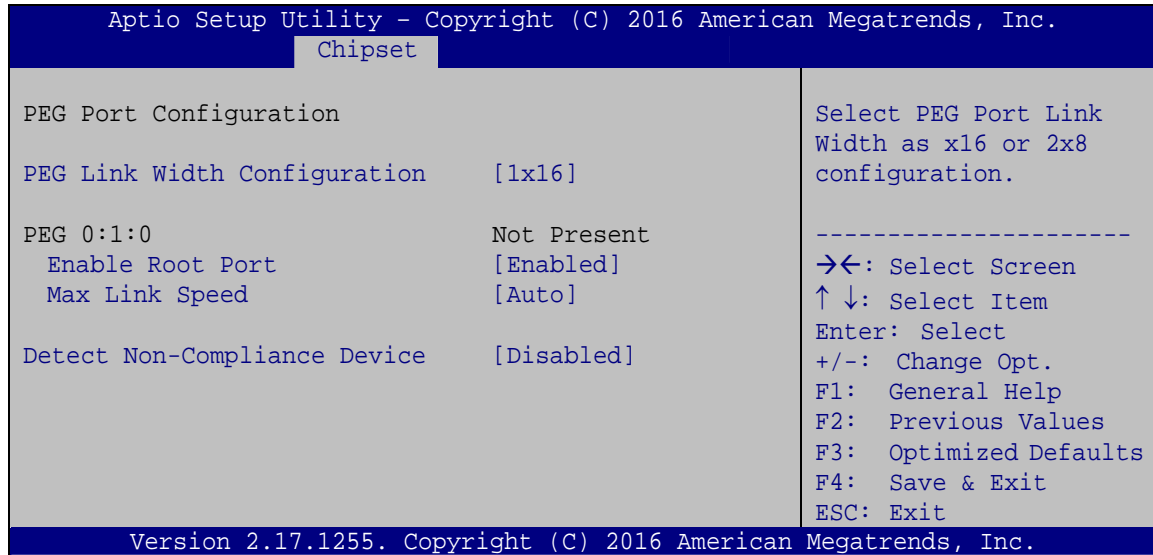 Aptio Setup Utility – Copyright (C) 2016 American Megatrends, Inc.
Chipset
PEG Port Configuration
PEG Link Width Configuration [1x16]
PEG 0:1:0 Not Present
Enable Root Port [Enabled]
Max Link Speed [Auto]
Detect Non-Compliance Device [Disabled]
Select PEG Port Link
Width as x16 or 2x8
configuration.
----------------------
→←: Select Screen
↑ ↓: Select Item
Enter: Select
+/-: Change Opt.
F1: General Help
F2: Previous Values
F3: Optimized Defaults
F4: Save & Exit
ESC: Exit
Version 2.17.1255. Copyright (C) 2016 American Megatrends, Inc.